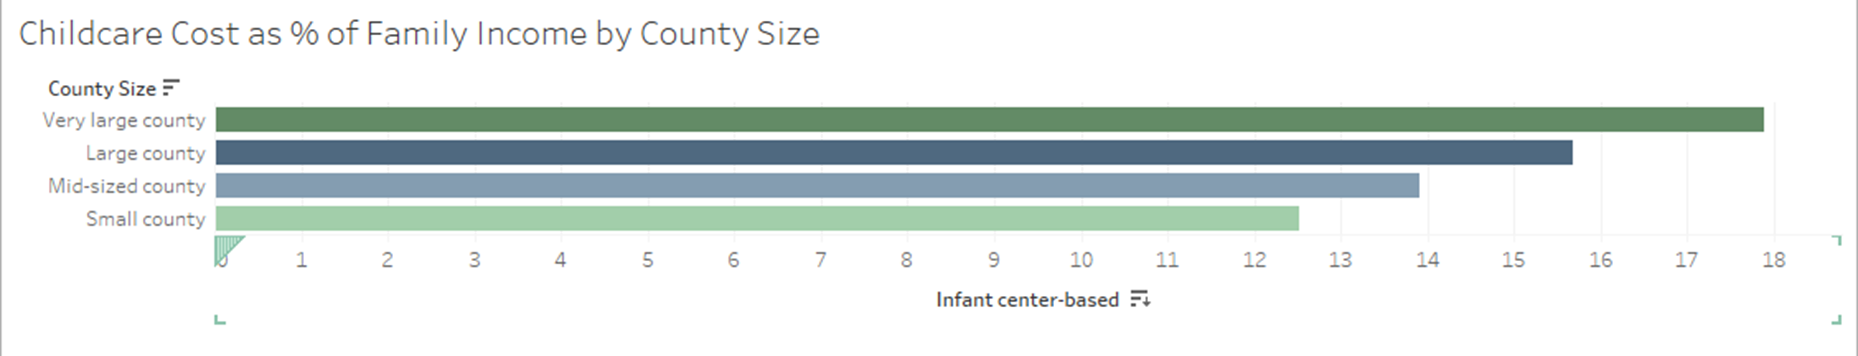 Childcare Cost as % of Family Income by County Size
County Size
Very large county
Large county
Mid-sized county
Small county
0 1 2 3 4 5 6 7 8 9 10 11 12 13 14 15 16 17 18
Infant center-based